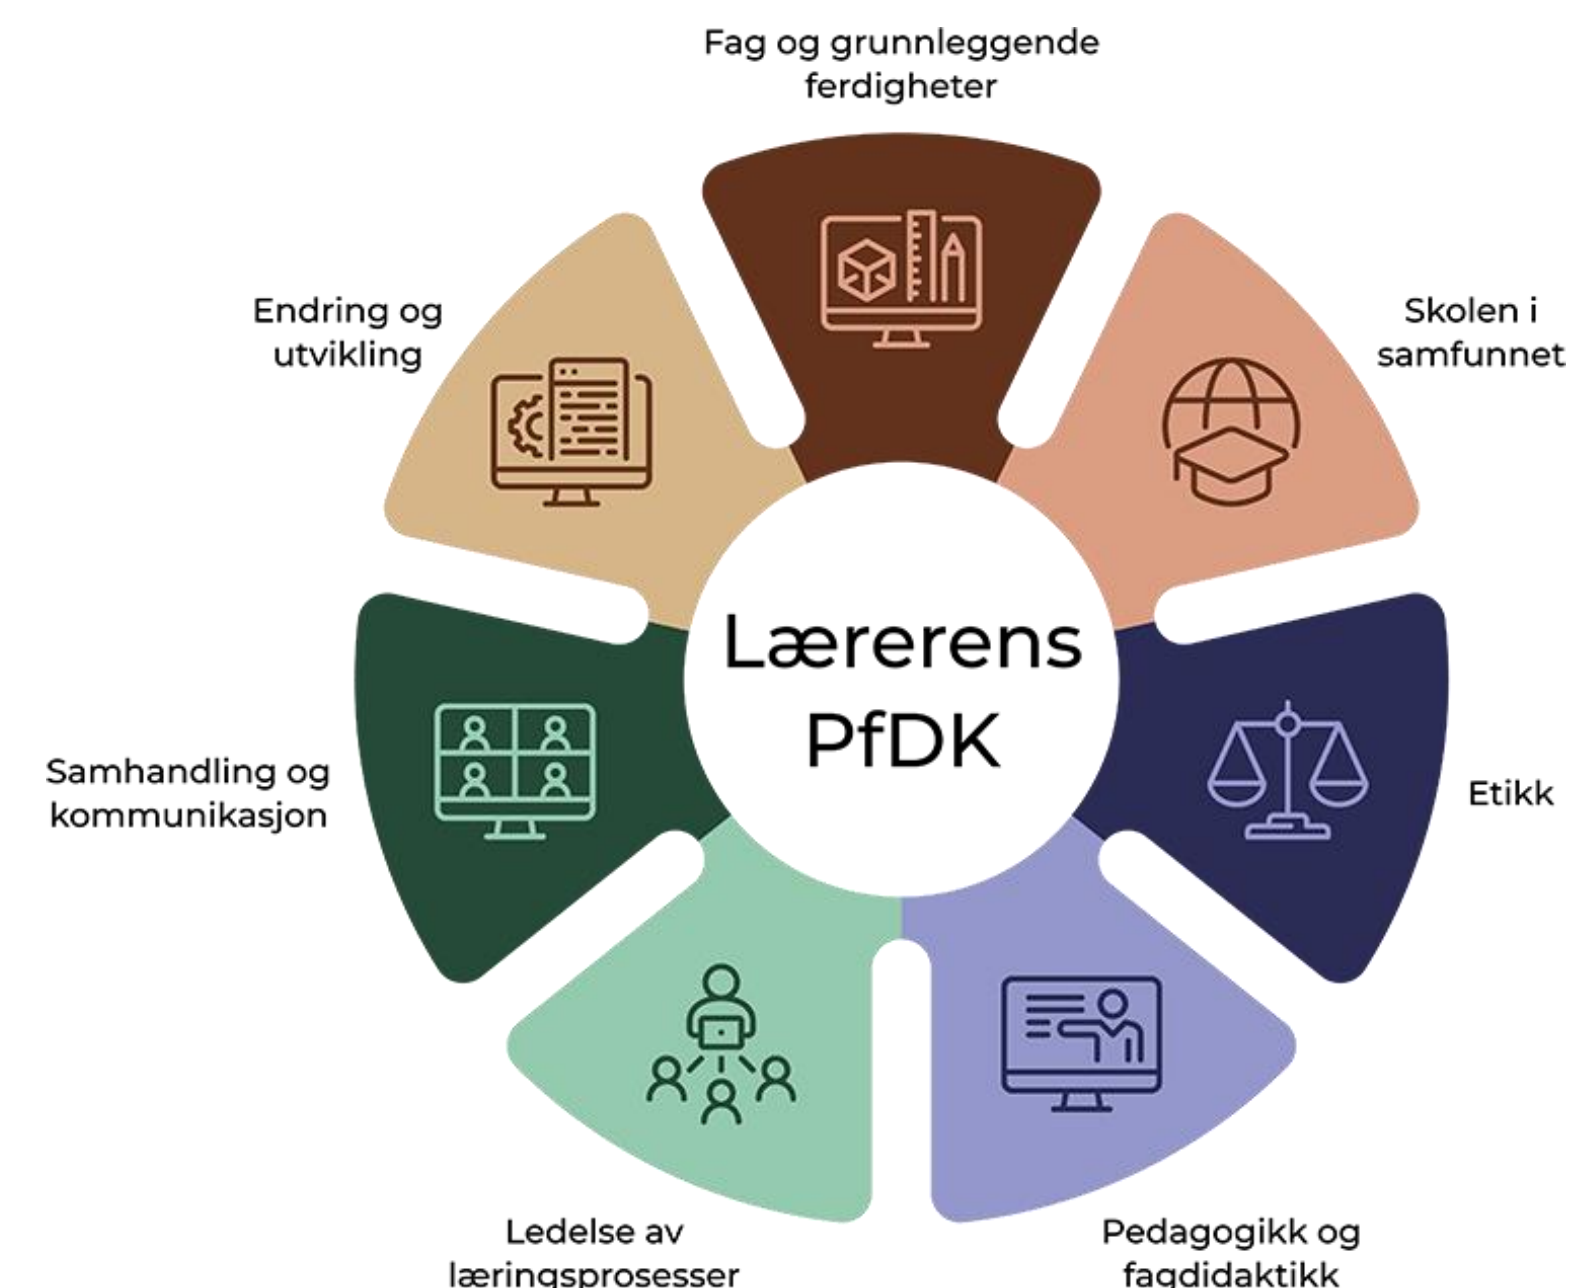 Fag og grunnleggende
ferdigheter
Skolen i
samfunnet
Etikk
Pedagogikk og
fagdidaktikk
Ledelse av
læringsprosesser
Samhandling og
kommunikasjon
Endring og
utvikling
Lærerens
PfDK